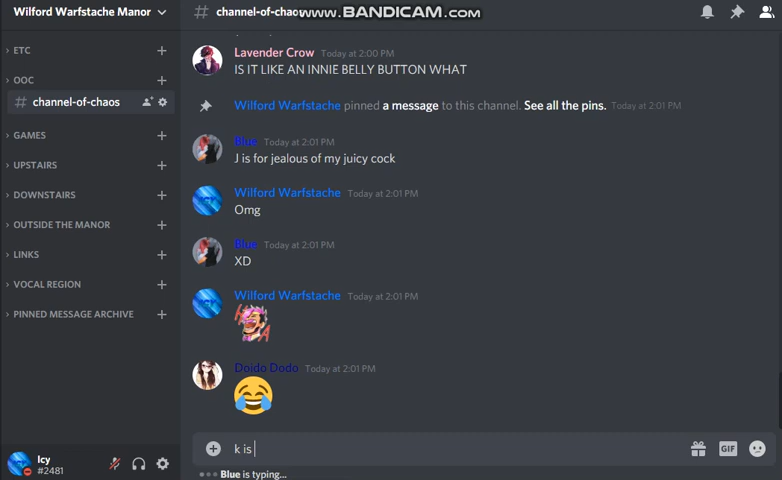 Wilford Warfstache Manor
# channel-of-chaos
www.BANDICAM.com
ETC
OOC
# channel-of-chaos
GAMES
UPSTAIRS
DOWNSTAIRS
OUTSIDE THE MANOR
LINKS
VOCAL REGION
PINNED MESSAGE ARCHIVE
Icy
#2481
Lavender Crow Today at 2:00 PM
IS IT LIKE AN INNIE BELLY BUTTON WHAT
Wilford Warfstache pinned a message to this channel. See all the pins. Today at 2:01 PM
Blue Today at 2:01 PM
J is for jealous of my juicy cock
Wilford Warfstache Today at 2:01 PM
Omg
Blue Today at 2:01 PM
XD
Wilford Warfstache Today at 2:01 PM
Doido Dodo Today at 2:01 PM
k is
GIF
Blue is typing...